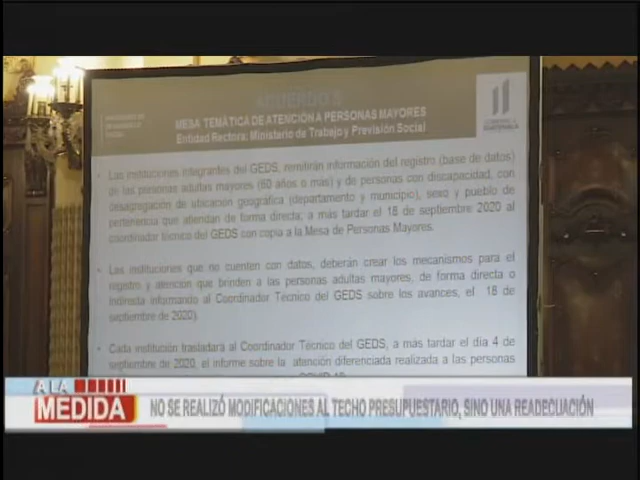 MESA TEMÁTICA DE ATENCIÓN A PERSONAS MAYORES
Entidad Rectora: Ministerio de Trabajo y Previsión Social
GUATEMALA
• Las instituciones integrantes del GEDS, remitirán información del registro (base de datos)
de las personas adultas mayores (60 años o más) y de personas con discapacidad, con
desagregación de ubicación geográfica (departamento y municipio), sexo y pueblo de
pertenencia que atiendan de forma directa; a más tardar el 18 de septiembre 2020 al
coordinador técnico del GEDS con copia a la Mesa de Personas Mayores.
• Las instituciones que no cuenten con datos, deberán crear los mecanismos para el
registro y atención que brinden a las personas adultas mayores, de forma directa o
indirecta informando al Coordinador Técnico del GEDS sobre los avances, el 18 de
septiembre de 2020).
• Cada institución trasladará al Coordinador Técnico del GEDS, a más tardar el día 4 de
septiembre de 2020, el informe sobre la atención diferenciada realizada a las personas
A LA
MEDIDA
NO SE REALIZÓ MODIFICACIONES AL TECHO PRESUPUESTARIO, SINO UNA READECUACIÓN